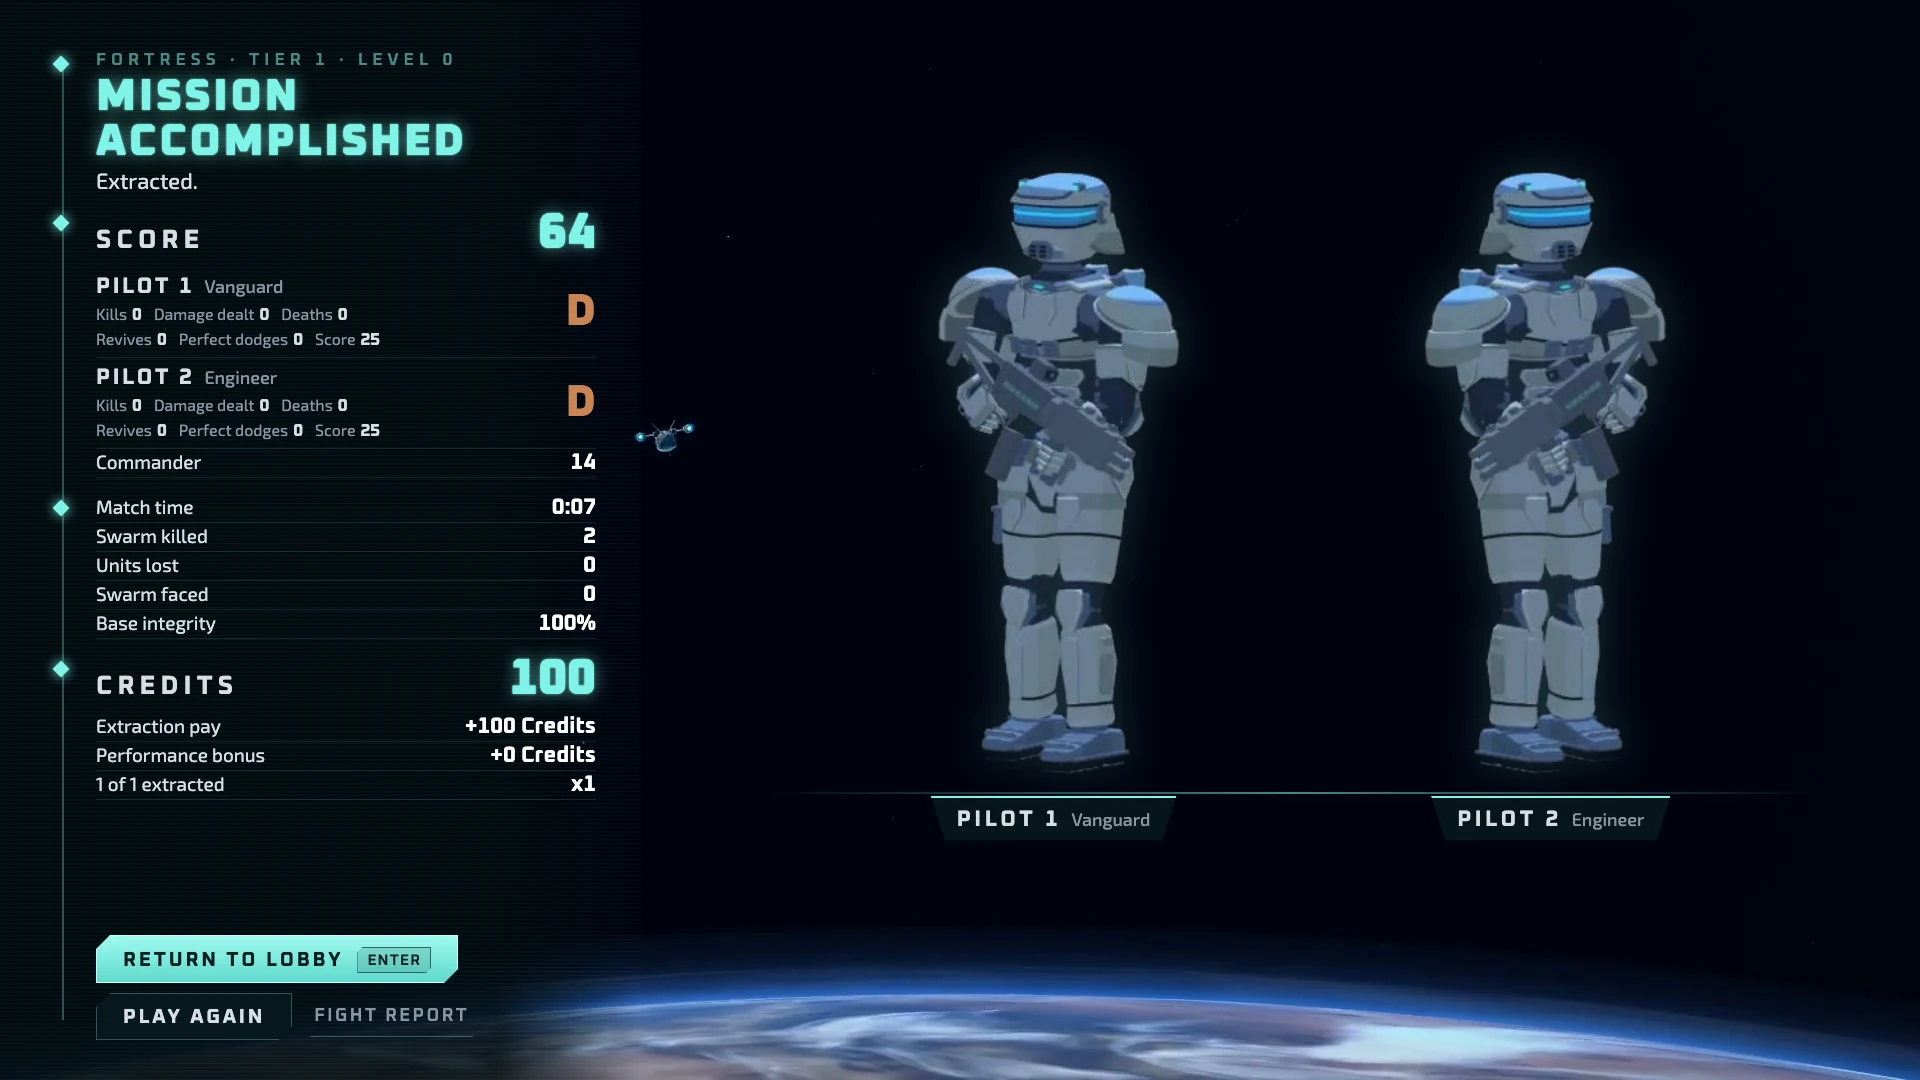 FORTRESS · TIER 1 · LEVEL 0
MISSION
ACCOMPLISHED
Extracted.
SCORE 64
PILOT 1 Vanguard
Kills 0 Damage dealt 0 Deaths 0
Revives 0 Perfect dodges 0 Score 25
D
PILOT 2 Engineer
Kills 0 Damage dealt 0 Deaths 0
Revives 0 Perfect dodges 0 Score 25
D
Commander 14
Match time 0:07
Swarm killed 2
Units lost 0
Swarm faced 0
Base integrity 100%
CREDITS 100
Extraction pay +100 Credits
Performance bonus +0 Credits
1 of 1 extracted x1
RETURN TO LOBBY ENTER
PLAY AGAIN FIGHT REPORT
PILOT 1 Vanguard
PILOT 2 Engineer